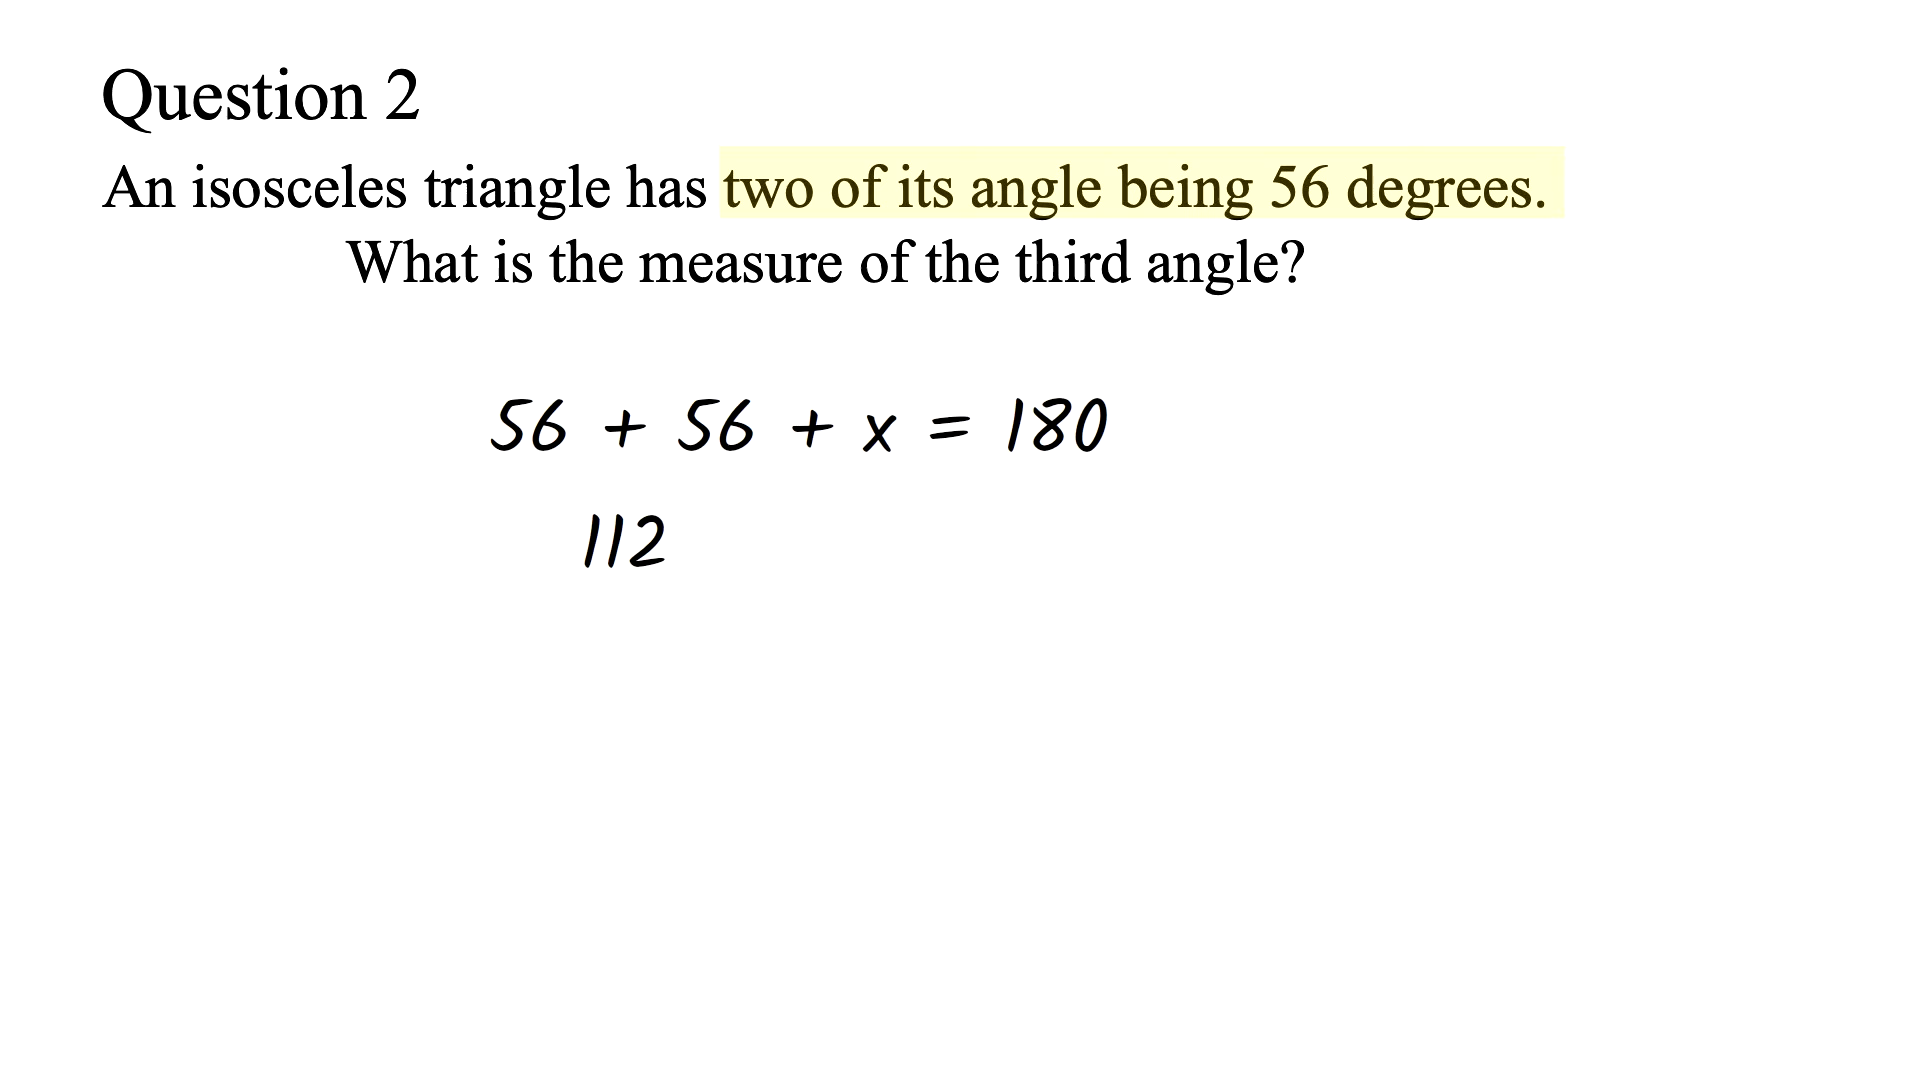 Question 2
An isosceles triangle has two of its angle being 56 degrees.
What is the measure of the third angle?
56 + 56 + x = 180
112